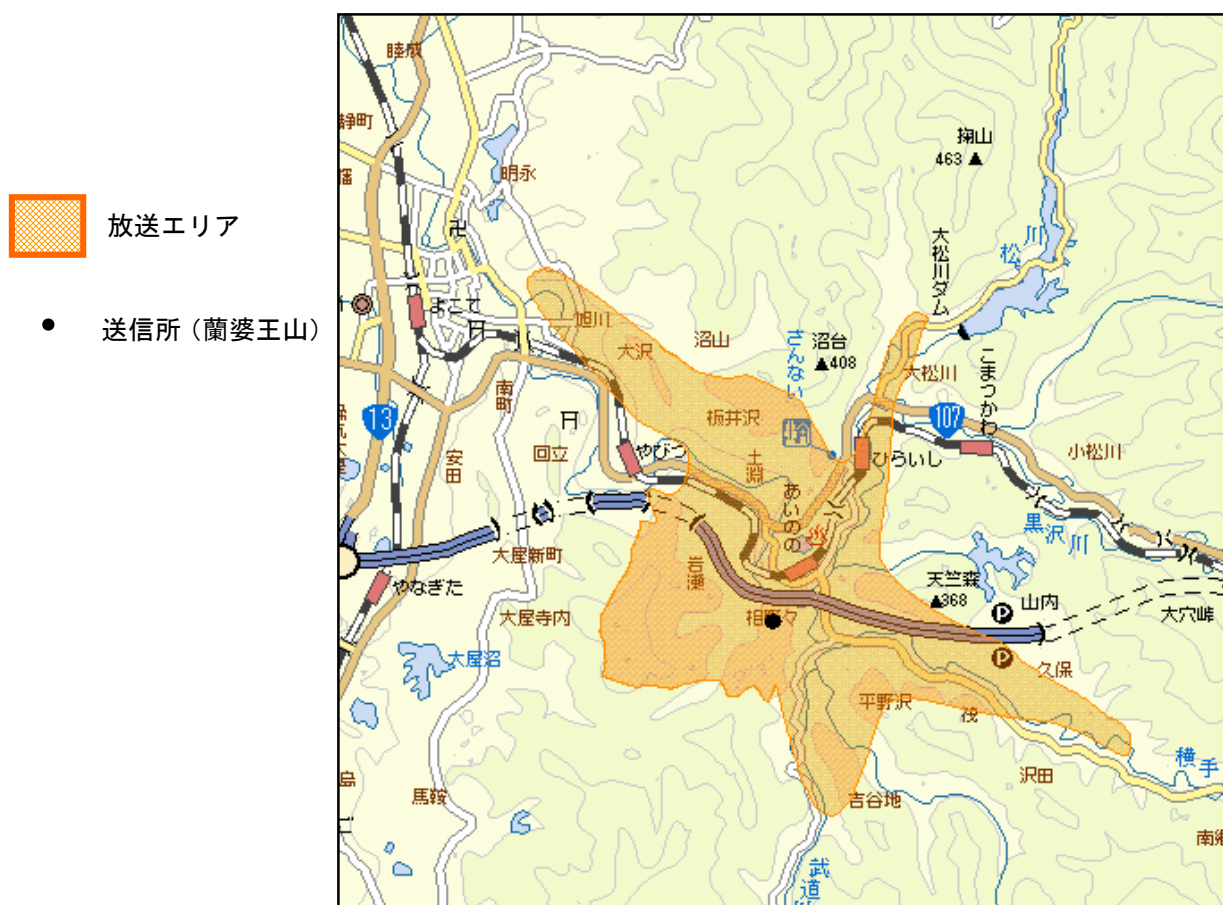 放送エリア
送信所（蘭婆王山）
睦成
静町
明永
掬山
463
大松川ダム
松川
よこて
旭川
大沢
沼山
さんない
沼台
408
大松川
こまつかわ
13
南町
板井沢
107
ひらいし
小松川
安田
回立
やびつ
土淵
あいのの
黒沢川
大屋新町
岩瀬
天竺森
368
P
山内
大穴峠
やなぎた
大屋寺内
相野々
大屋沼
P
久保
平野沢
筏
横手
沢田
馬鞍
吉谷地
島
南郷
武道